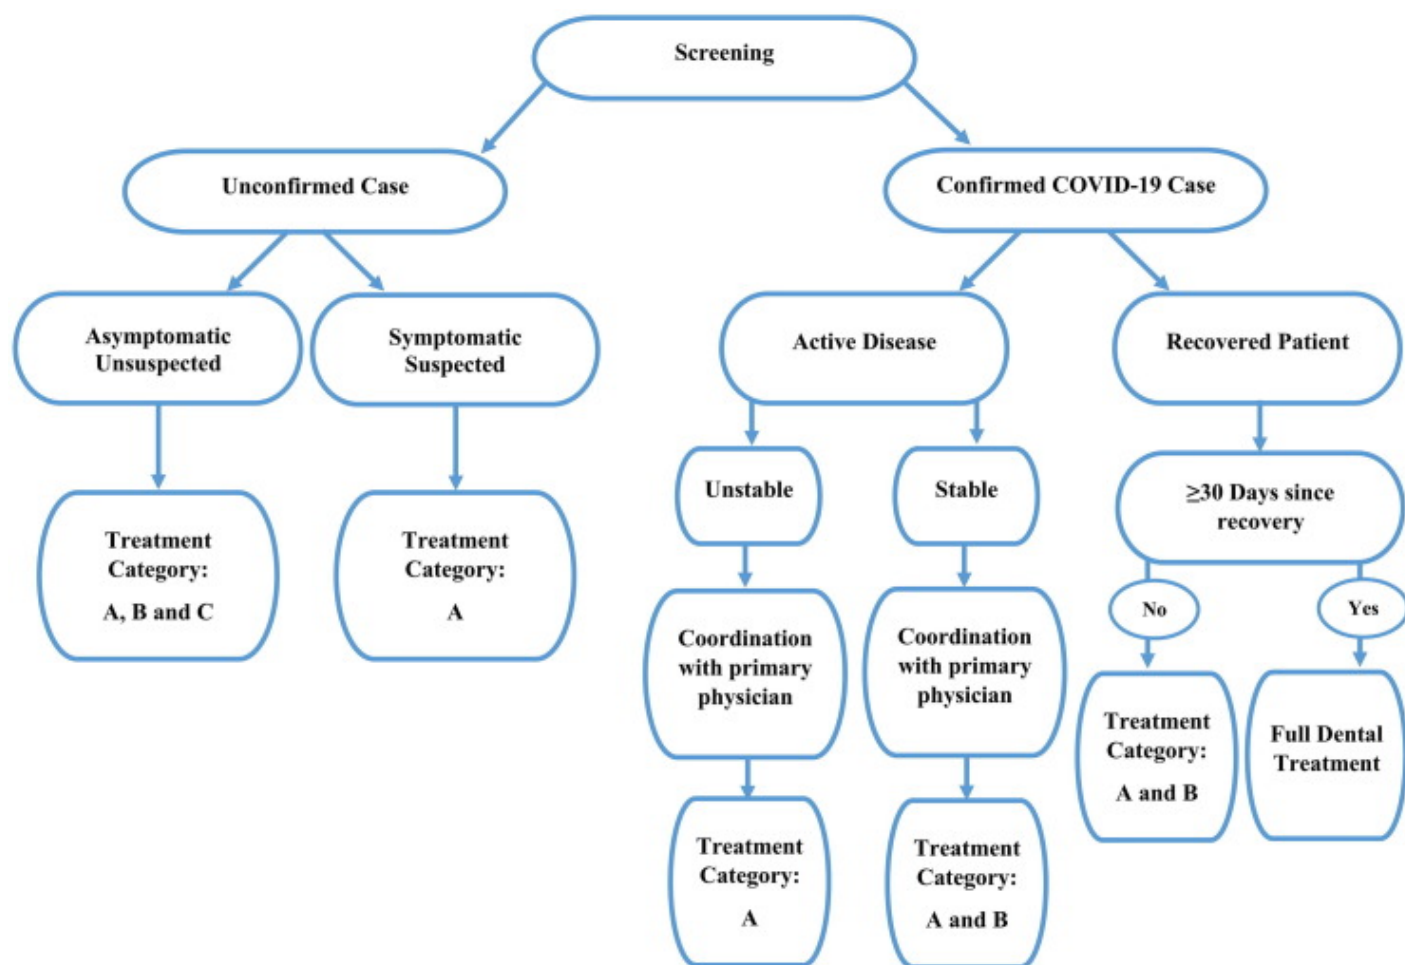 Screening
Unconfirmed Case
Confirmed COVID-19 Case
Asymptomatic
Unsuspected
Symptomatic
Suspected
Active Disease
Recovered Patient
Treatment
Category:
A, B and C
Treatment
Category:
A
Unstable
Stable
≥30 Days since
recovery
No
Yes
Coordination
with primary
physician
Coordination
with primary
physician
Treatment
Category:
A and B
Full Dental
Treatment
Treatment
Category:
A
Treatment
Category:
A and B